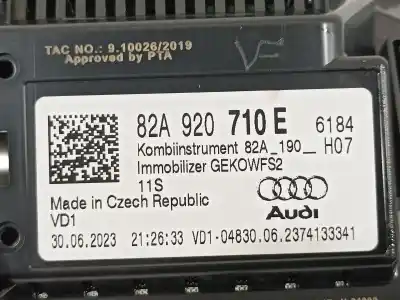 TAC NO.: 9.10026/2019
Approved by PTA
82A 920 710 E 6184
Kombiinstrument 82A_190__ H07
Immobilizer GEKOWFS2
11S
Made in Czech Republic
VD1
Audi
30.06.2023 21:26:33 VD1-04830.06.2374133341